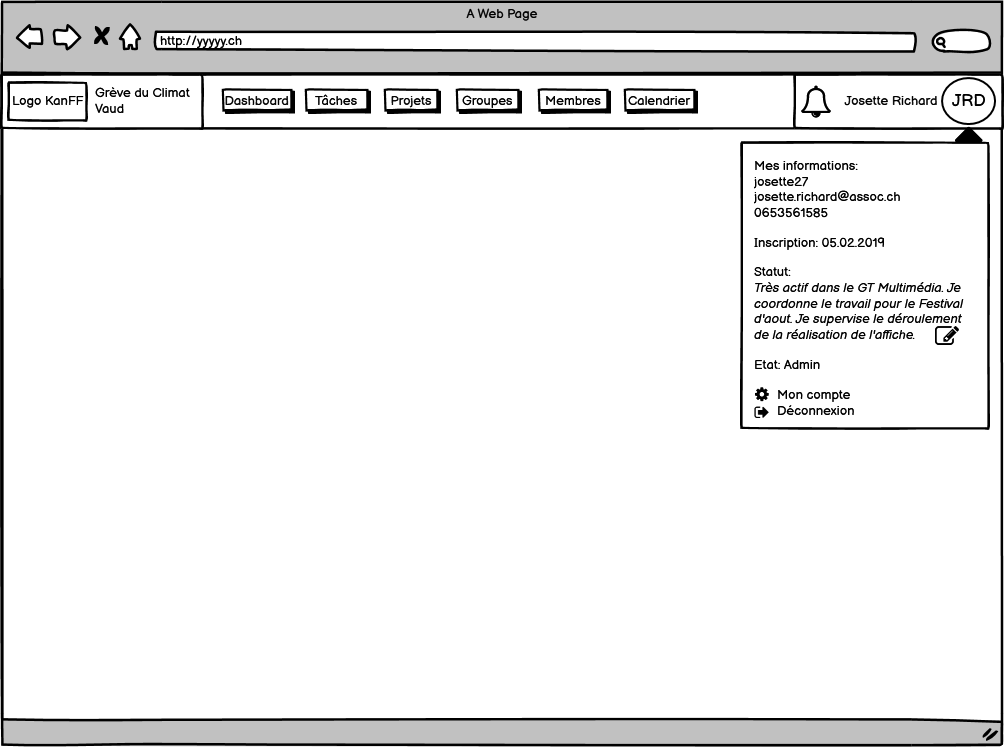 A Web Page
http://yyyyy.ch
Logo KanFF
Grève du Climat
Vaud
Dashboard
Tâches
Projets
Groupes
Membres
Calendrier
Josette Richard
JRD
Mes informations:
josette27
josette.richard@assoc.ch
0653561585
Inscription: 05.02.2019
Statut:
Très actif dans le GT Multimédia. Je
coordonne le travail pour le Festival
d'aout. Je supervise le déroulement
de la réalisation de l'affiche.
Etat: Admin
Mon compte
Déconnexion